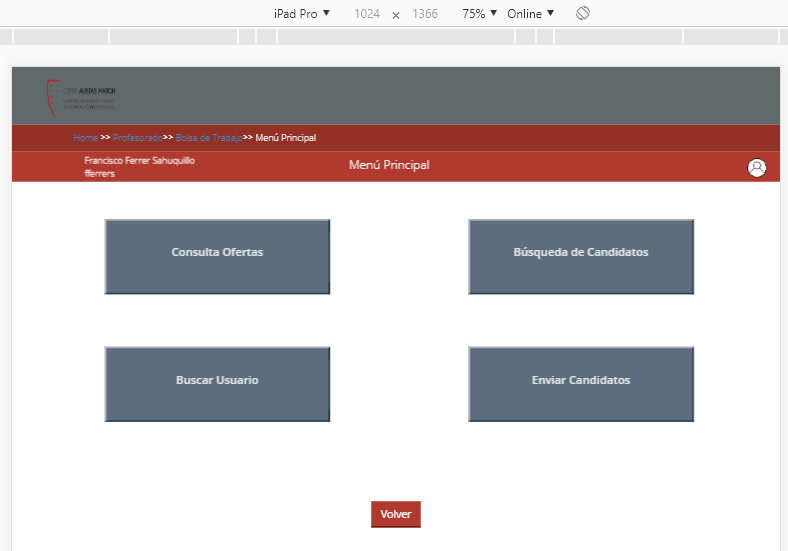 iPad Pro ▼ 1024 × 1366 75% ▼ Online ▼
CIPFP AUSIÀS MARCH
Home >> Profesorado>> Bolsa de Trabajo>> Menú Principal
Francisco Ferrer Sahuquillo
fferrers
Menú Principal
Consulta Ofertas
Búsqueda de Candidatos
Buscar Usuario
Enviar Candidatos
Volver